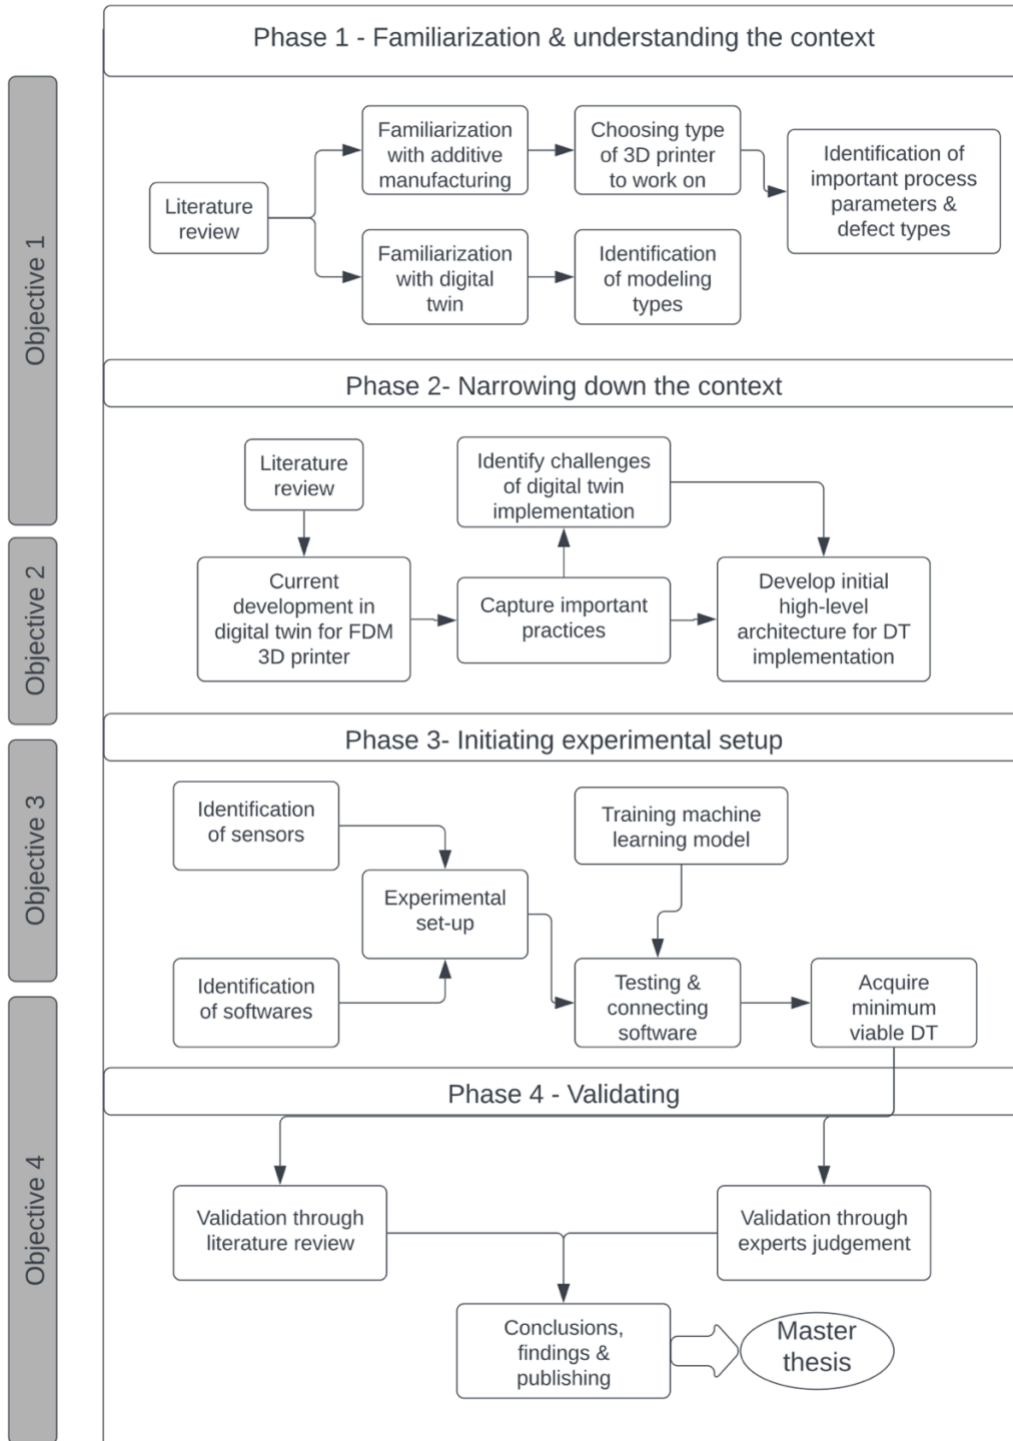 Phase 1 - Familiarization & understanding the context
Objective 1
Literature
review
Familiarization
with additive
manufacturing
Choosing type
of 3D printer
to work on
Identification of
important process
parameters &
defect types
Familiarization
with digital
twin
Identification
of modeling
types
Phase 2- Narrowing down the context
Literature
review
Identify challenges
of digital twin
implementation
Objective 2
Current
development in
digital twin for FDM
3D printer
Capture important
practices
Develop initial
high-level
architecture for DT
implementation
Phase 3- Initiating experimental setup
Objective 3
Identification
of sensors
Training machine
learning model
Experimental
set-up
Identification
of softwares
Testing &
connecting
software
Acquire
minimum
viable DT
Phase 4 - Validating
Objective 4
Validation through
literature review
Validation through
experts judgement
Conclusions,
findings &
publishing
Master
thesis